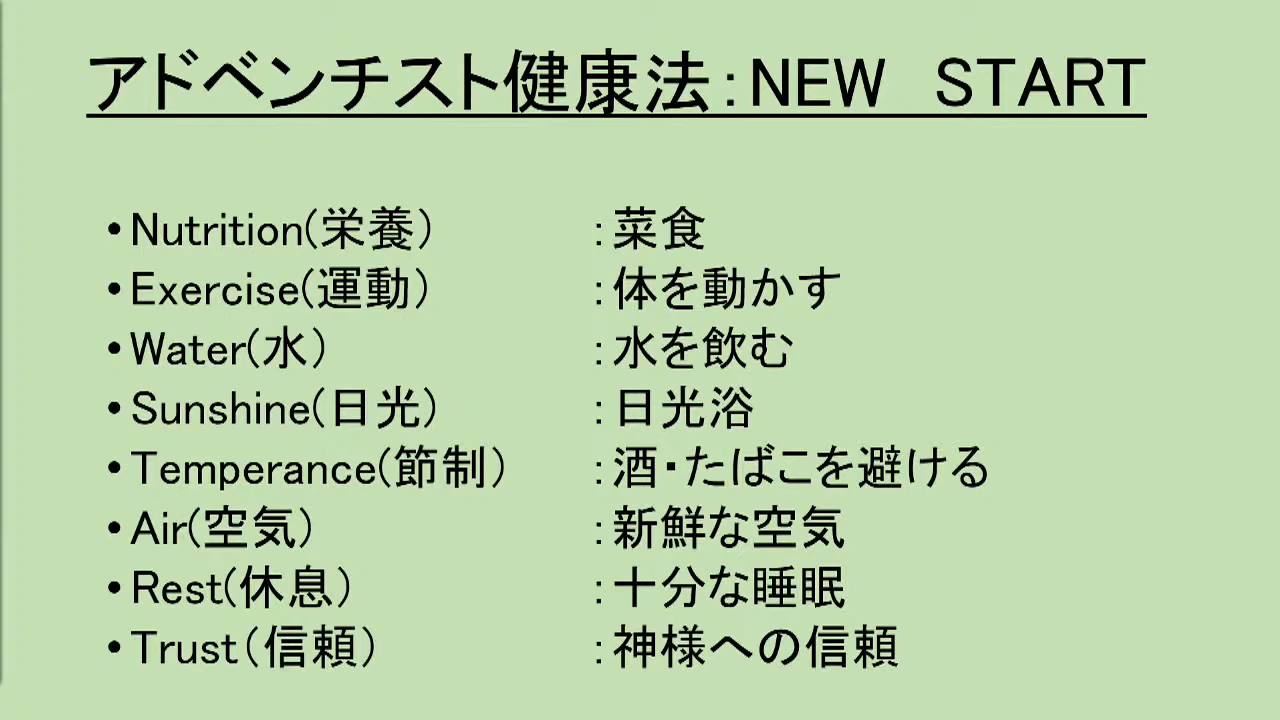 アドベンチスト健康法：NEW　START
•Nutrition(栄養）：菜食
•Exercise(運動）：体を動かす
•Water(水）：水を飲む
•Sunshine(日光）：日光浴
•Temperance(節制）：酒・たばこを避ける
•Air(空気）：新鮮な空気
•Rest(休息）：十分な睡眠
•Trust（信頼）：神様への信頼